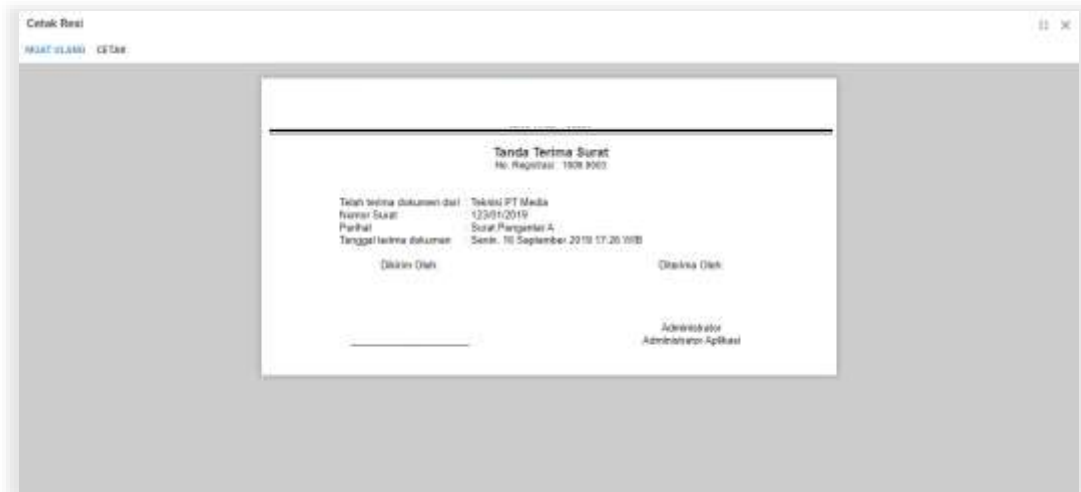 Cetak Resi
MUAT ULANG CETAK
Tanda Terima Surat
No. Registrasi : 1909.0003
Telah terima dokumen dari Teknisi PT Media
Nomor Surat 123/01/2019
Perihal Surat Pengantar A
Tanggal terima dokumen Senin, 16 September 2019 17:26 WIB
Dikirim Oleh Diterima Oleh
Administrator
Administrator Aplikasi